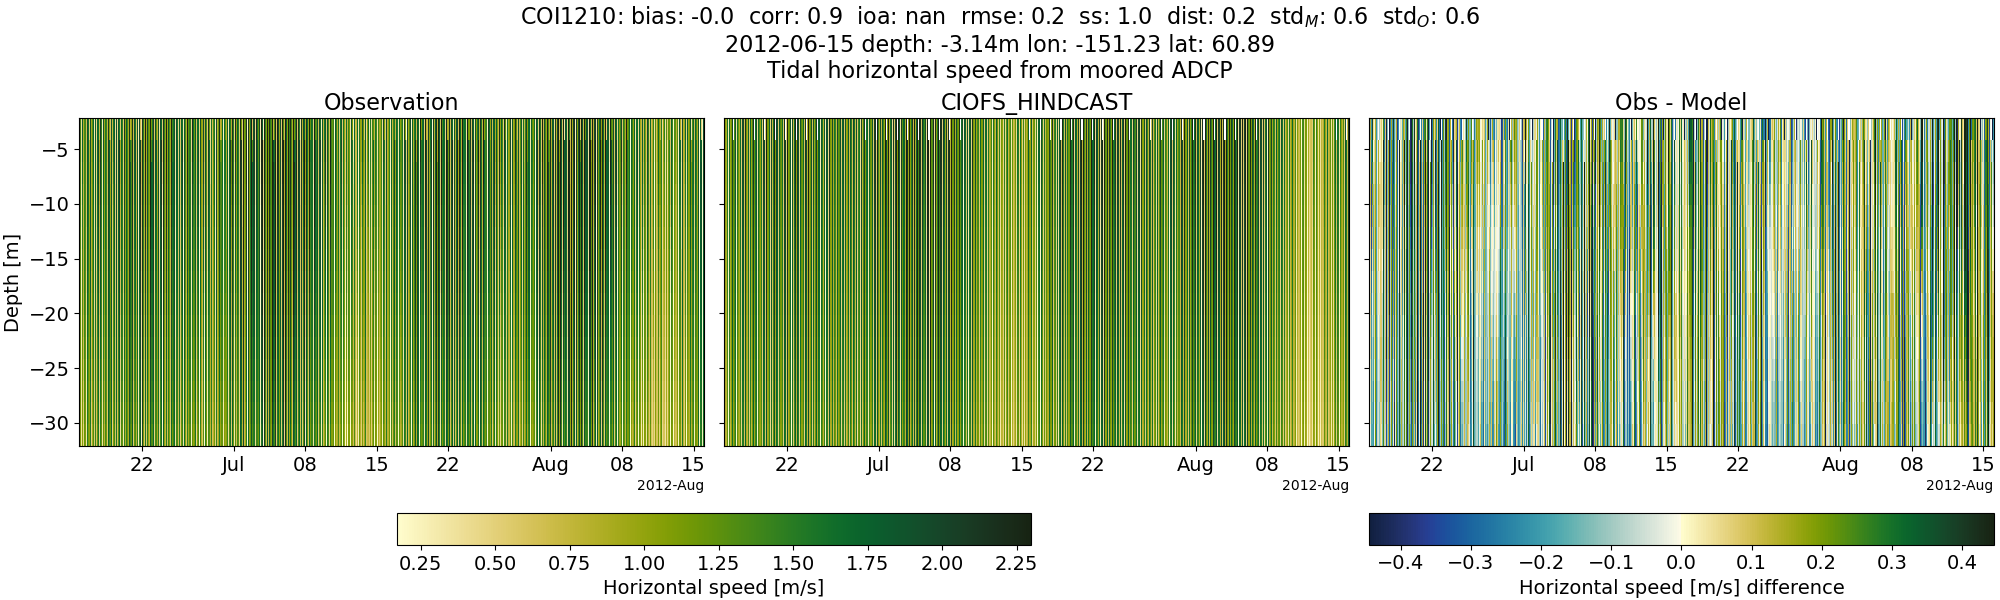 COI1210: bias: -0.0 corr: 0.9 ioa: nan rmse: 0.2 ss: 1.0 dist: 0.2 std_M: 0.6 std_O: 0.6
2012-06-15 depth: -3.14m lon: -151.23 lat: 60.89
Tidal horizontal speed from moored ADCP
Observation
CIOFS_HINDCAST
Obs - Model
Depth [m]
−5
−10
−15
−20
−25
−30
22 Jul 08 15 22 Aug 08 15
2012-Aug
22 Jul 08 15 22 Aug 08 15
2012-Aug
22 Jul 08 15 22 Aug 08 15
2012-Aug
0.25 0.50 0.75 1.00 1.25 1.50 1.75 2.00 2.25
Horizontal speed [m/s]
−0.4 −0.3 −0.2 −0.1 0.0 0.1 0.2 0.3 0.4
Horizontal speed [m/s] difference